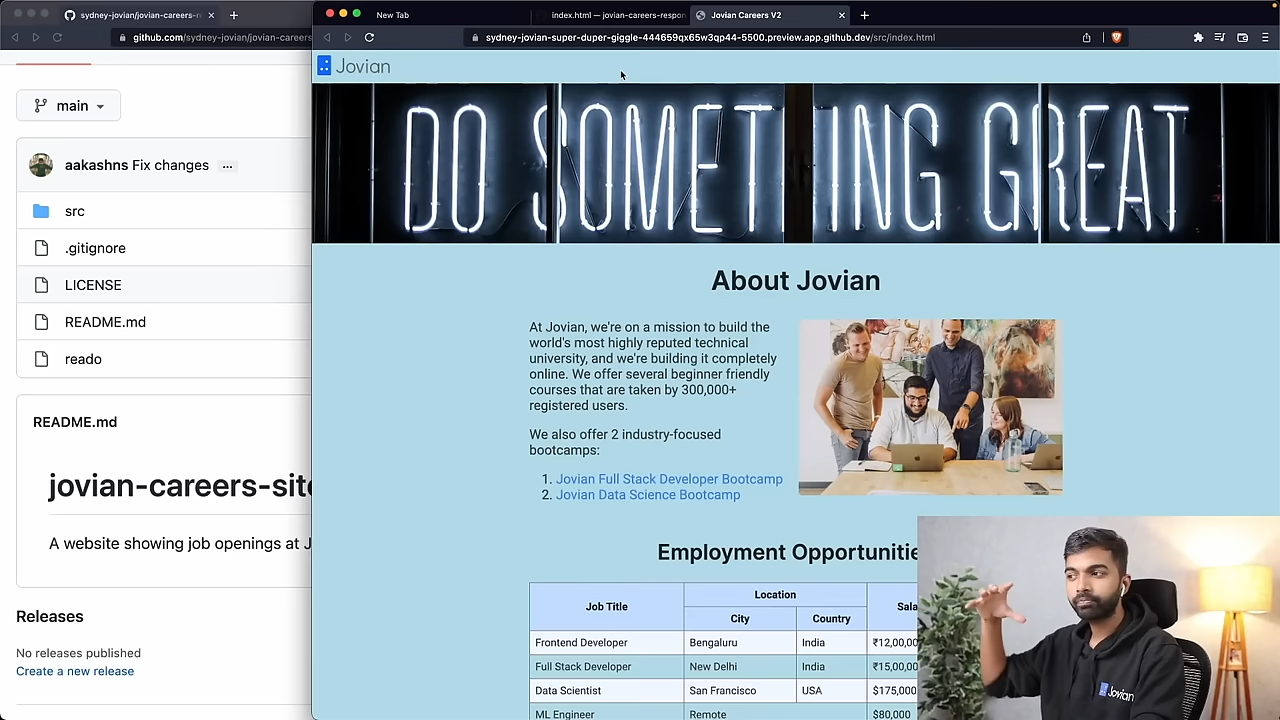 sydney-jovian/jovian-careers-r
github.com/sydney-jovian/jovian-careers
main
aakashns Fix changes ...
src
.gitignore
LICENSE
README.md
reado
README.md
jovian-careers-site
A website showing job openings at J
Releases
No releases published
Create a new release
New Tab
index.html — jovian-careers-respon
Jovian Careers V2
sydney-jovian-super-duper-giggle-444659qx65w3qp44-5500.preview.app.github.dev/src/index.html
Jovian
DO SOMETHING GREAT
About Jovian
At Jovian, we're on a mission to build the
world's most highly reputed technical
university, and we're building it completely
online. We offer several beginner friendly
courses that are taken by 300,000+
registered users.
We also offer 2 industry-focused
bootcamps:
1. Jovian Full Stack Developer Bootcamp
2. Jovian Data Science Bootcamp
Employment Opportunitie
Job Title Location Sala
City Country
Frontend Developer Bengaluru India ₹12,00,00
Full Stack Developer New Delhi India ₹15,00,00
Data Scientist San Francisco USA $175,000
ML Engineer Remote $80,000
Jovian